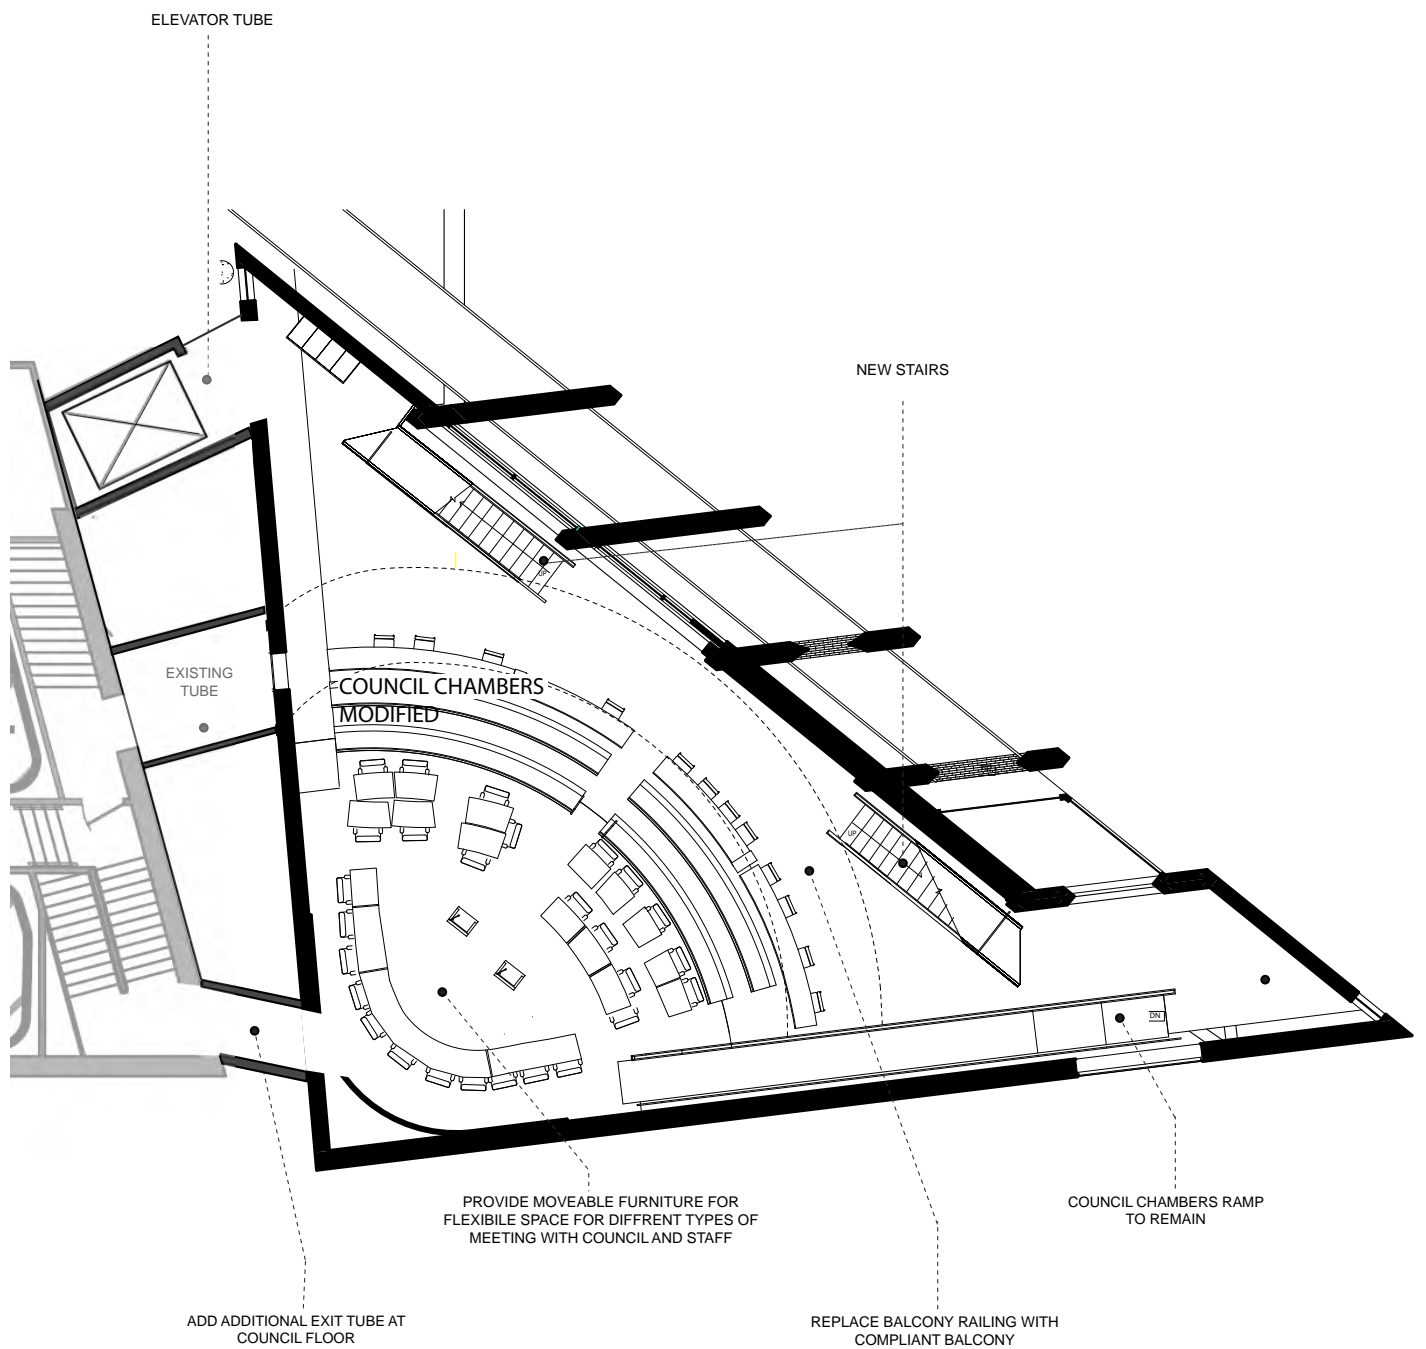 ELEVATOR TUBE
NEW STAIRS
UP
EXISTING
TUBE
COUNCIL CHAMBERS
MODIFIED
UP
DN
PROVIDE MOVEABLE FURNITURE FOR
FLEXIBILE SPACE FOR DIFFRENT TYPES OF
MEETING WITH COUNCIL AND STAFF
COUNCIL CHAMBERS RAMP
TO REMAIN
ADD ADDITIONAL EXIT TUBE AT
COUNCIL FLOOR
REPLACE BALCONY RAILING WITH
COMPLIANT BALCONY